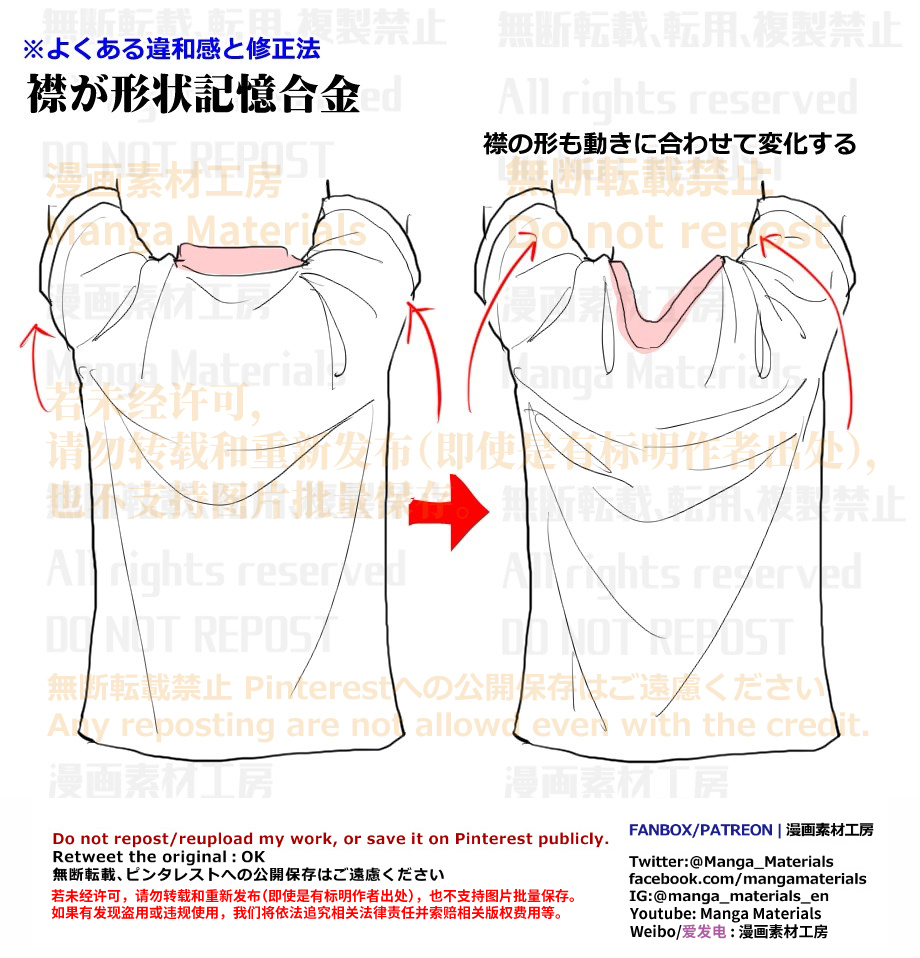 ※よくある違和感と修正法
襟が形状記憶合金
襟の形も動きに合わせて変化する
無断転載、転用、複製禁止
無断転載、転用、複製禁止
All rights reserved
All rights reserved
DO NOT REPOST
漫画素材工房
無断転載禁止
Manga Materials
Do not repost
漫画素材工房
漫画素材工房
Manga Materials
Manga Materials
若未经许可，
请勿转载和重新发布（即使是有标明作者出处），
也不支持图片批量保存。
無断転載、転用、複製禁止
無断転載、転用、複製禁止
All rights reserved
All rights reserved
DO NOT REPOST
DO NOT REPOST
無断転載禁止 Pinterestへの公開保存はご遠慮ください
Any reposting are not allowd even with the credit.
漫画素材工房
漫画素材工房
Do not repost/reupload my work, or save it on Pinterest publicly.
Retweet the original : OK
無断転載、ピンタレストへの公開保存はご遠慮ください
若未经许可，请勿转载和重新发布(即使是有标明作者出处)，也不支持图片批量保存。
如果有发现盗用或违规使用，我们将依法追究相关法律责任并索赔相关版权费用等。
FANBOX/PATREON | 漫画素材工房
Twitter:@Manga_Materials
facebook.com/mangamaterials
IG:@manga_materials_en
Youtube: Manga Materials
Weibo/爱发电 : 漫画素材工房